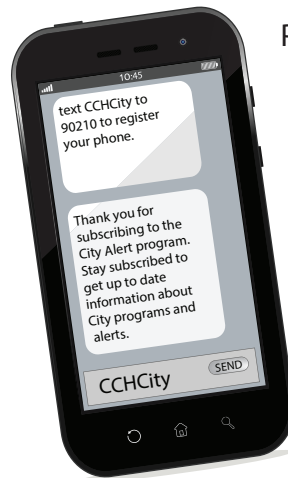 10:45
text CCHCity to
90210 to register
your phone.
Thank you for
subscribing to the
City Alert program.
Stay subscribed to
get up to date
information about
City programs and
alerts.
CCHCity
SEND